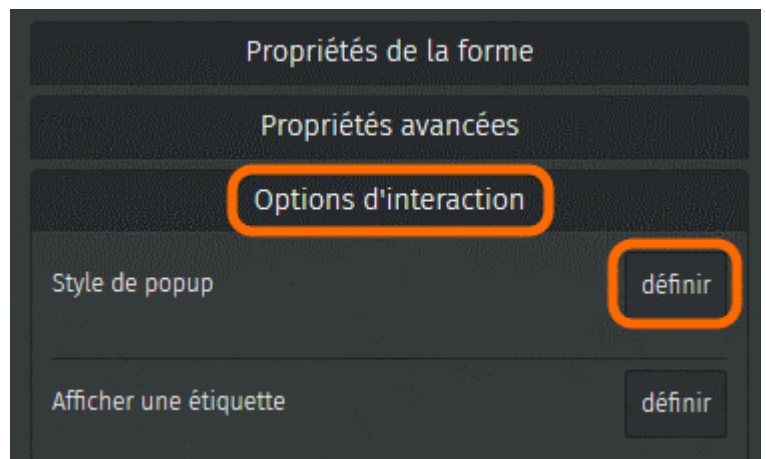 Propriétés de la forme
Propriétés avancées
Options d'interaction
Style de popup définir
Afficher une étiquette définir